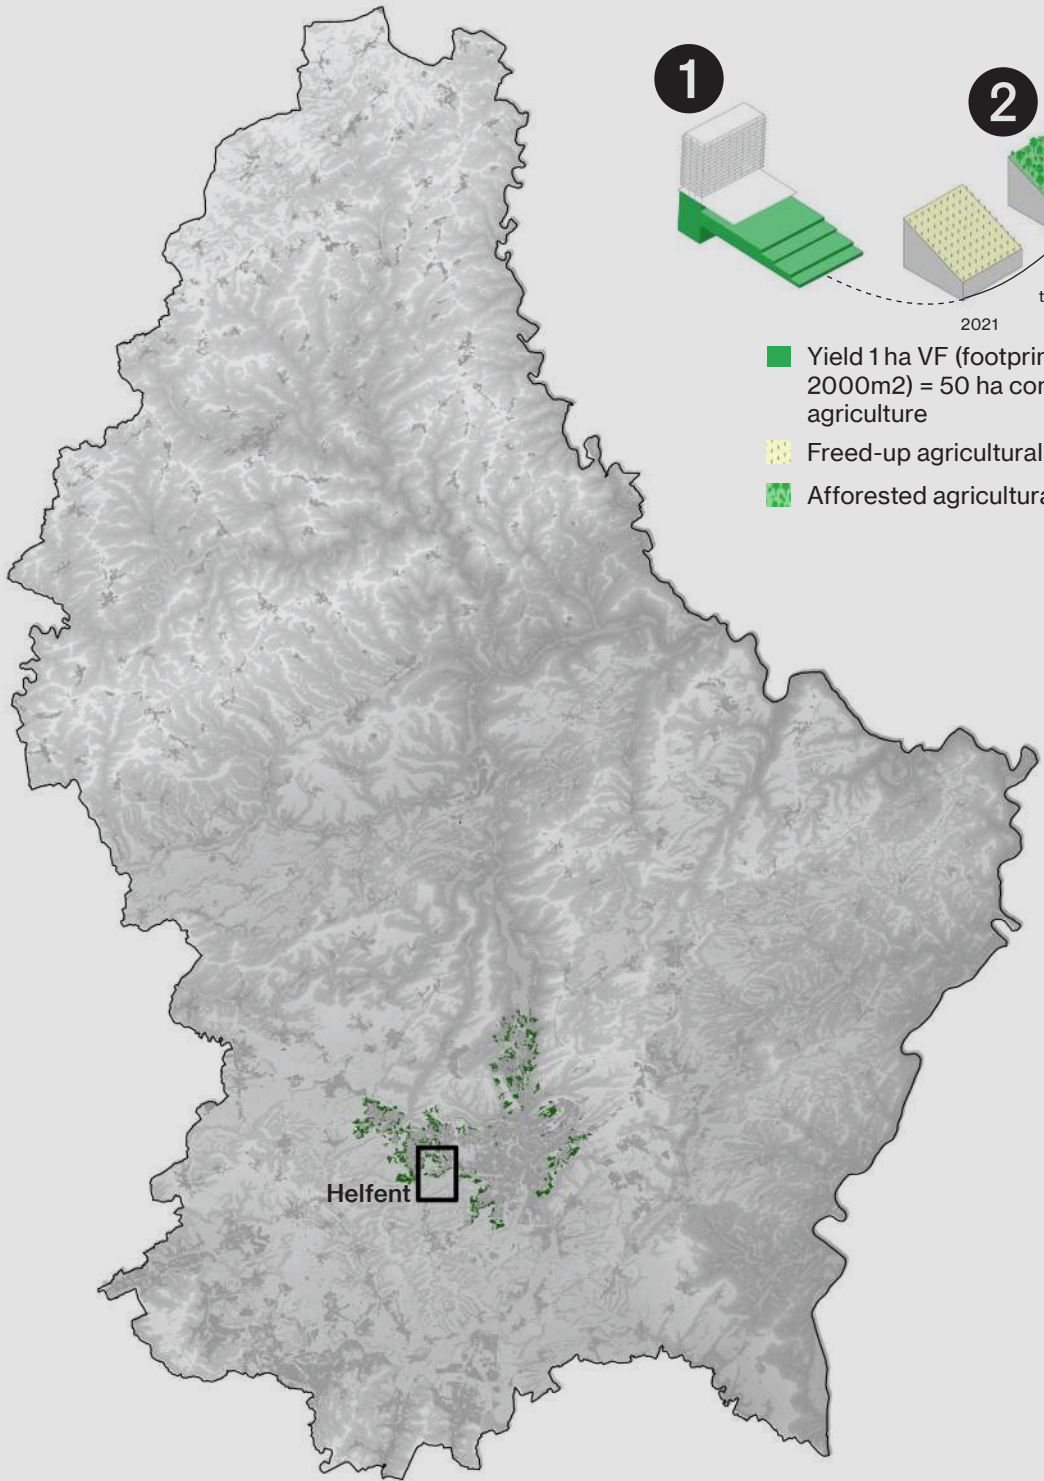 1
2
t
2021
Yield 1 ha VF (footprin
2000m2) = 50 ha con
agriculture
Freed-up agricultural
Afforested agricultura
Helfent